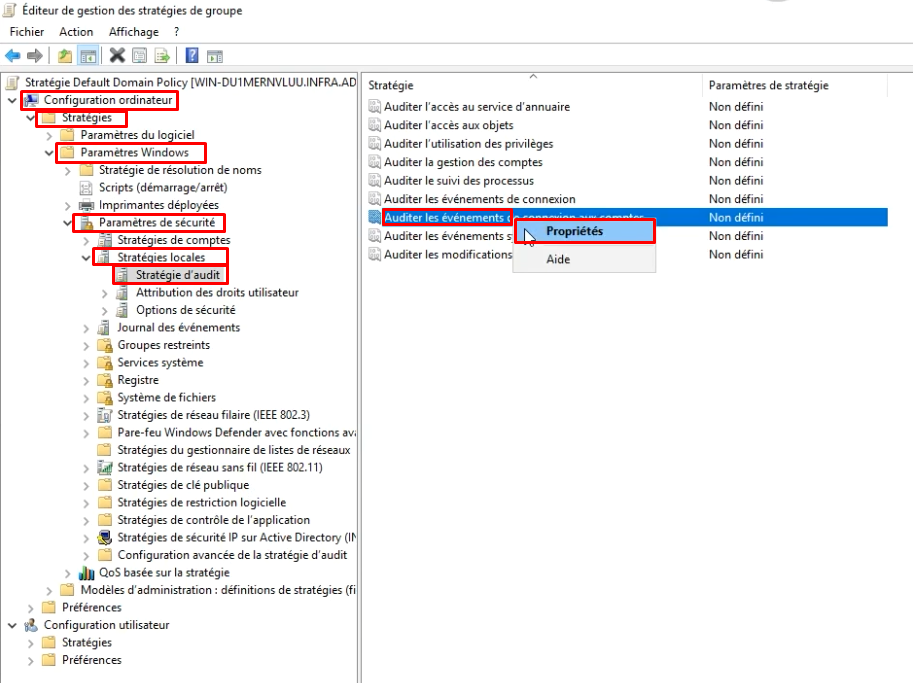 Éditeur de gestion des stratégies de groupe
Fichier Action Affichage ?
Stratégie Default Domain Policy [WIN-DU1MERNVLUU.INFRA.AD
Configuration ordinateur
Stratégies
Paramètres du logiciel
Paramètres Windows
Stratégie de résolution de noms
Scripts (démarrage/arrêt)
Imprimantes déployées
Paramètres de sécurité
Stratégies de comptes
Stratégies locales
Stratégie d'audit
Attribution des droits utilisateur
Options de sécurité
Journal des événements
Groupes restreints
Services système
Registre
Système de fichiers
Stratégies de réseau filaire (IEEE 802.3)
Pare-feu Windows Defender avec fonctions ava
Stratégies du gestionnaire de listes de réseaux
Stratégies de réseau sans fil (IEEE 802.11)
Stratégies de clé publique
Stratégies de restriction logicielle
Stratégies de contrôle de l'application
Stratégies de sécurité IP sur Active Directory (IN
Configuration avancée de la stratégie d'audit
QoS basée sur la stratégie
Modèles d'administration : définitions de stratégies (fi
Préférences
Configuration utilisateur
Stratégies
Préférences
Stratégie Paramètres de stratégie
Auditer l'accès au service d'annuaire Non défini
Auditer l'accès aux objets Non défini
Auditer l'utilisation des privilèges Non défini
Auditer la gestion des comptes Non défini
Auditer le suivi des processus Non défini
Auditer les événements de connexion Non défini
Auditer les événements de connexion aux comptes Non défini
Auditer les événements s Non défini
Auditer les modifications Non défini
Propriétés
Aide